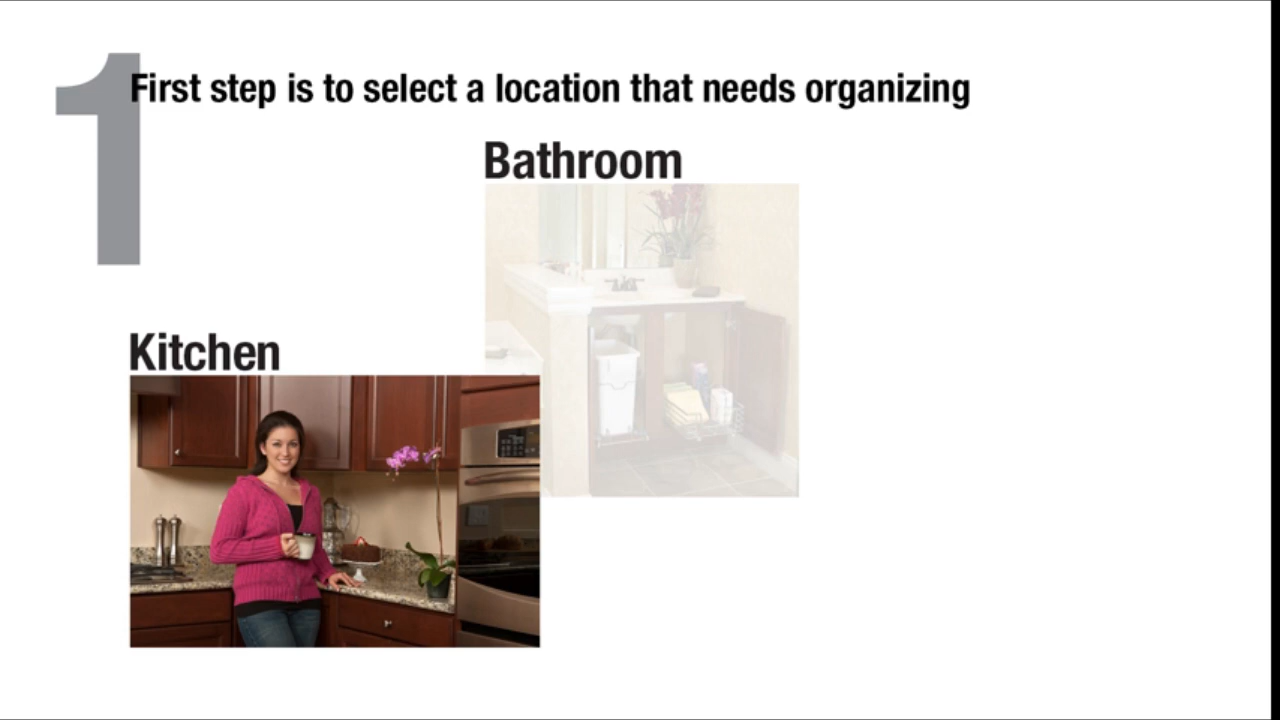 1
First step is to select a location that needs organizing
Bathroom
Kitchen